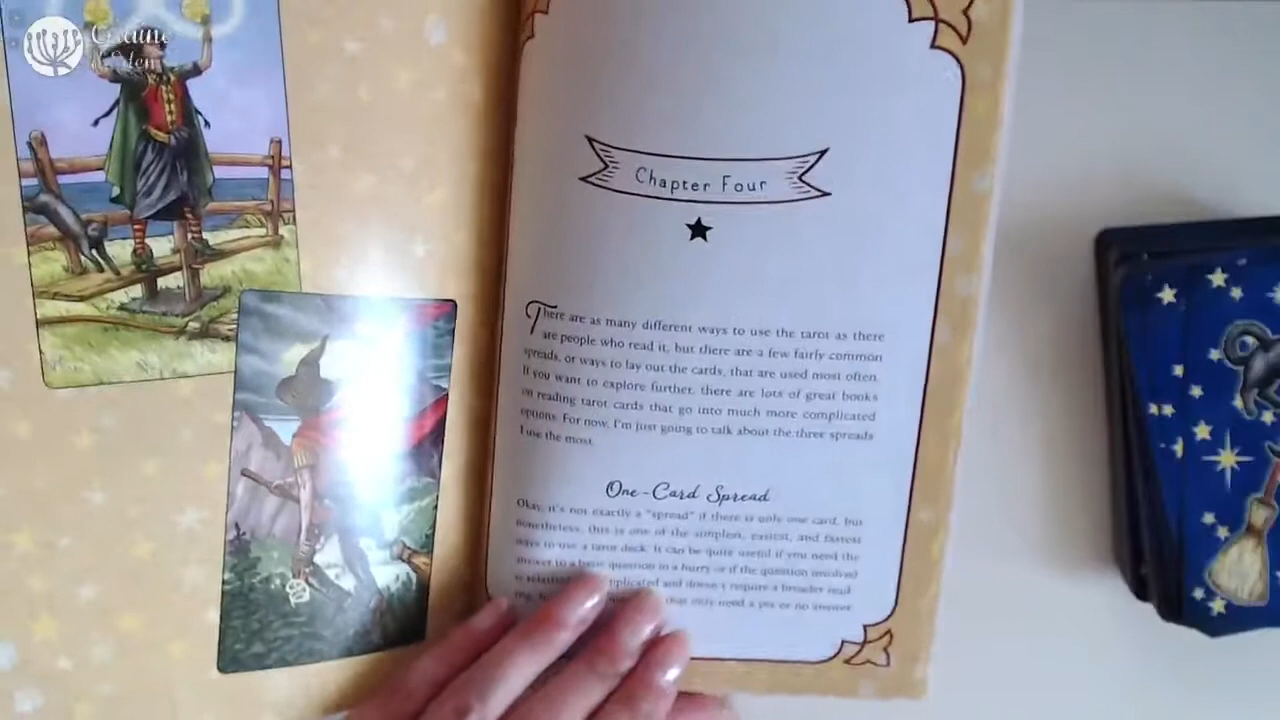 Graine
d'Eden
Chapter Four
There are as many different ways to use the tarot as there
are people who read it, but there are a few fairly common
spreads, or ways to lay out the cards, that are used most often.
If you want to explore further, there are lots of great books
on reading tarot cards that go into much more complicated
options. For now, I'm just going to talk about the three spreads
I use the most.
One-Card Spread
Okay, it's not exactly a "spread" if there is only one card, but
nonetheless, this is one of the simplest, easiest, and fastest
ways to use a tarot deck. It can be quite useful if you need the
answer to a basic question in a hurry or if the question involved
is and doesn't require a broader read
that only need a yes or no answer